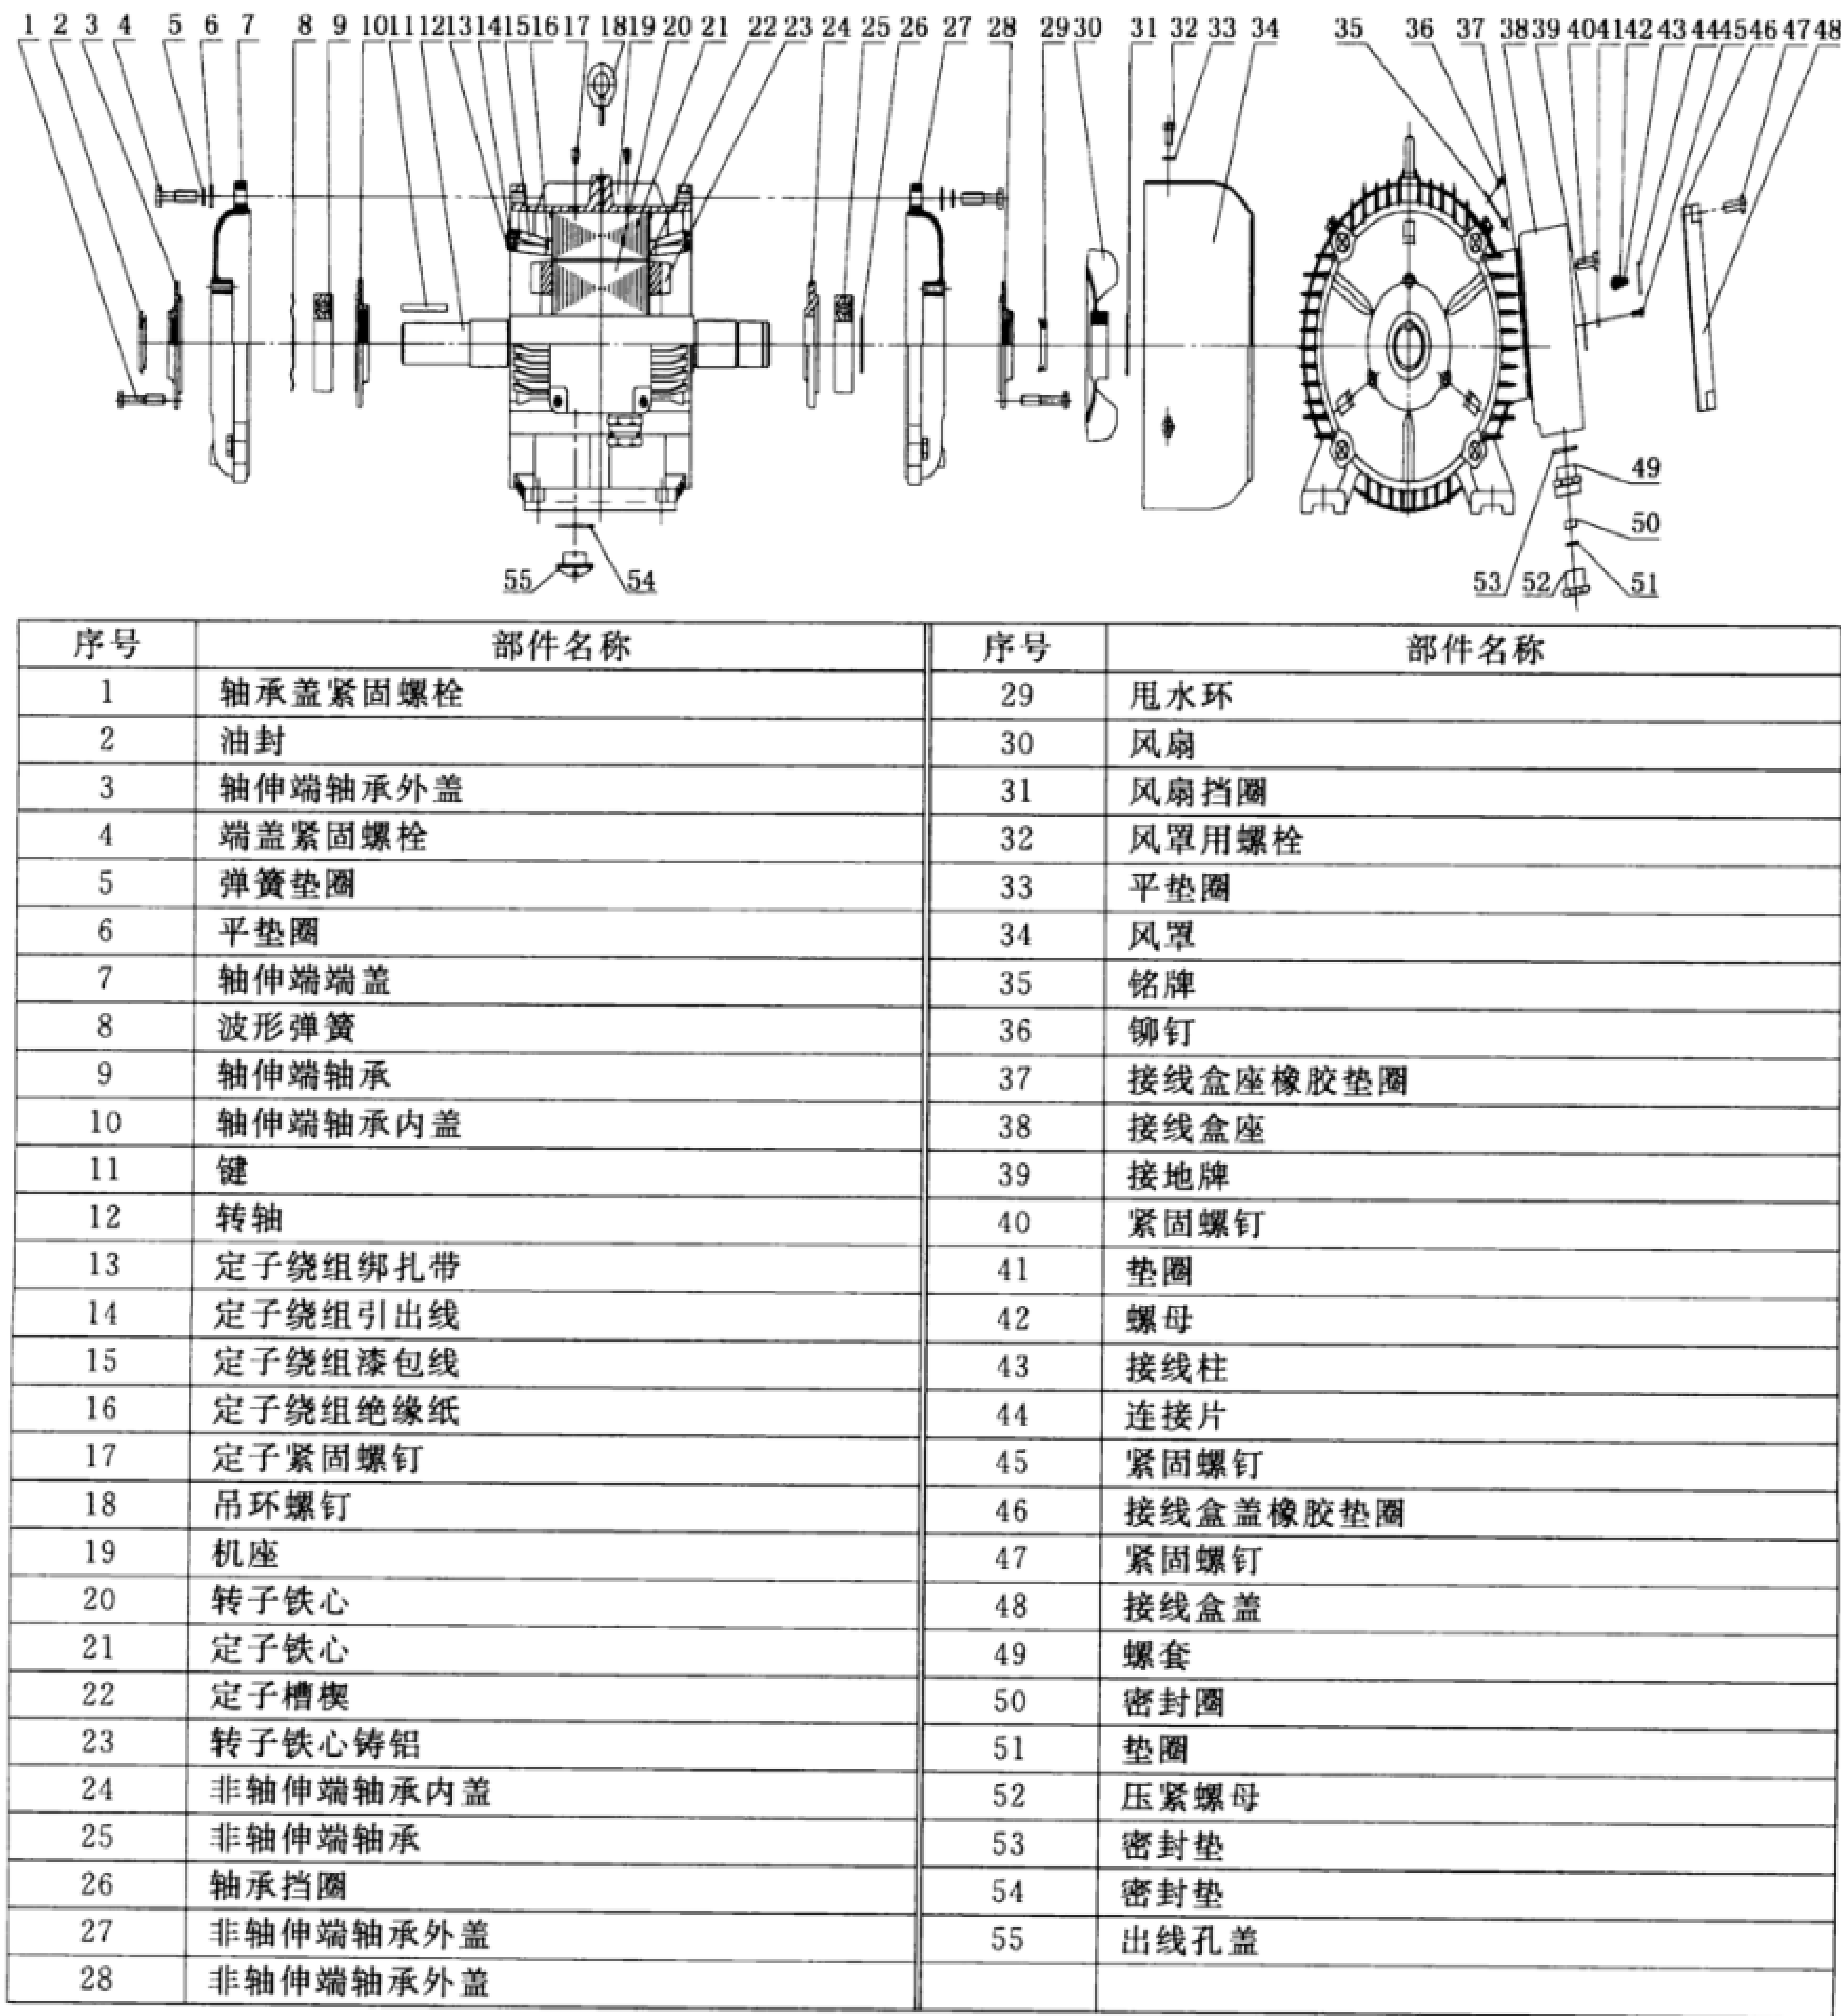 1 2 3 4 5 6 7 8 9 10 11 12 13 14 15 16 17 18 19 20 21 22 23 24 25 26 27 28 29 30 31 32 33 34 35 36 37 38 39 40 41 42 43 44 45 46 47 48
49
50
55 54 53 52 51
序号 部件名称 序号 部件名称
1 轴承盖紧固螺栓 29 甩水环
2 油封 30 风扇
3 轴伸端轴承外盖 31 风扇挡圈
4 端盖紧固螺栓 32 风罩用螺栓
5 弹簧垫圈 33 平垫圈
6 平垫圈 34 风罩
7 轴伸端端盖 35 铭牌
8 波形弹簧 36 铆钉
9 轴伸端轴承 37 接线盒座橡胶垫圈
10 轴伸端轴承内盖 38 接线盒座
11 键 39 接地牌
12 转轴 40 紧固螺钉
13 定子绕组绑扎带 41 垫圈
14 定子绕组引出线 42 螺母
15 定子绕组漆包线 43 接线柱
16 定子绕组绝缘纸 44 连接片
17 定子紧固螺钉 45 紧固螺钉
18 吊环螺钉 46 接线盒盖橡胶垫圈
19 机座 47 紧固螺钉
20 转子铁心 48 接线盒盖
21 定子铁心 49 螺套
22 定子槽楔 50 密封圈
23 转子铁心铸铝 51 垫圈
24 非轴伸端轴承内盖 52 压紧螺母
25 非轴伸端轴承 53 密封垫
26 轴承挡圈 54 密封垫
27 非轴伸端轴承外盖 55 出线孔盖
28 非轴伸端轴承外盖